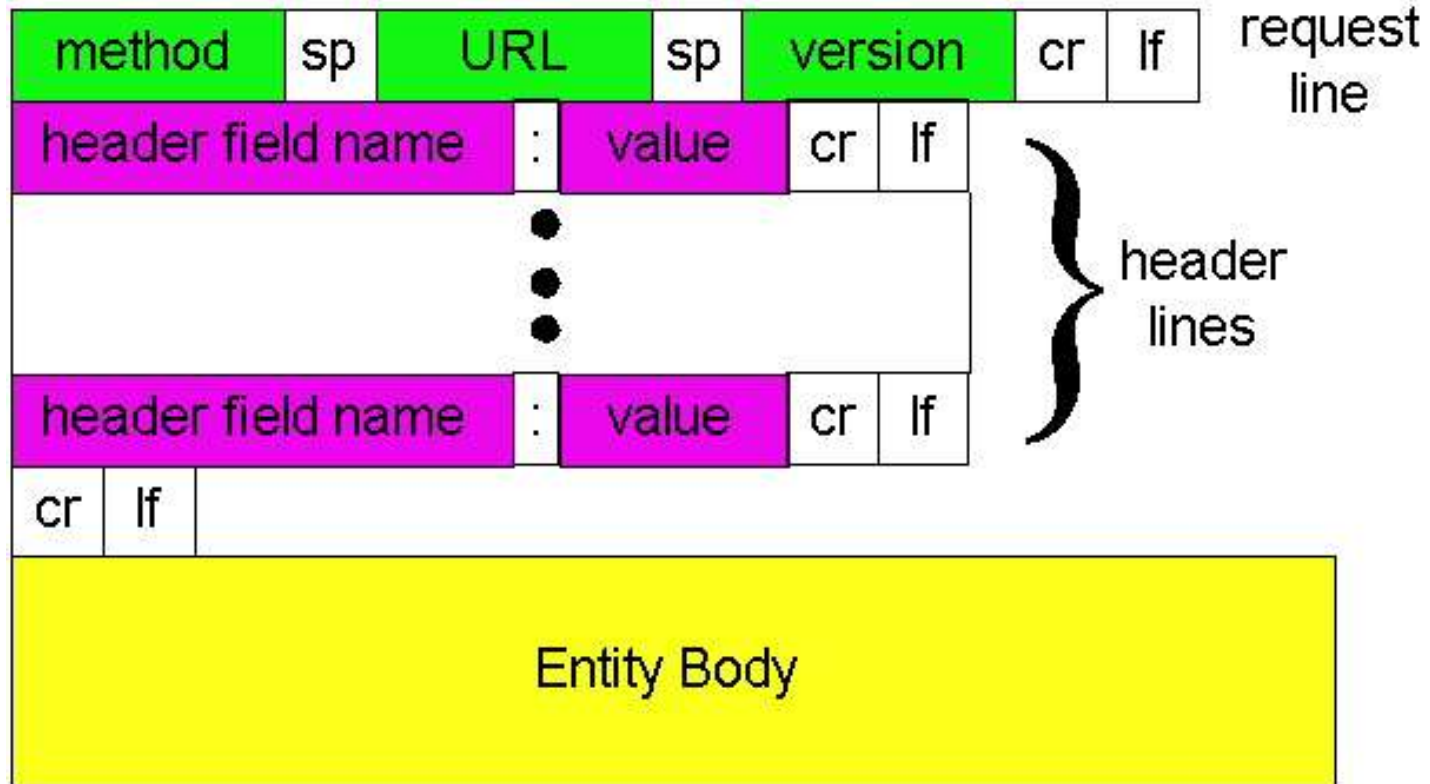 method sp URL sp version cr lf request
line
header field name : value cr lf
header
lines
header field name : value cr lf
cr lf
Entity Body